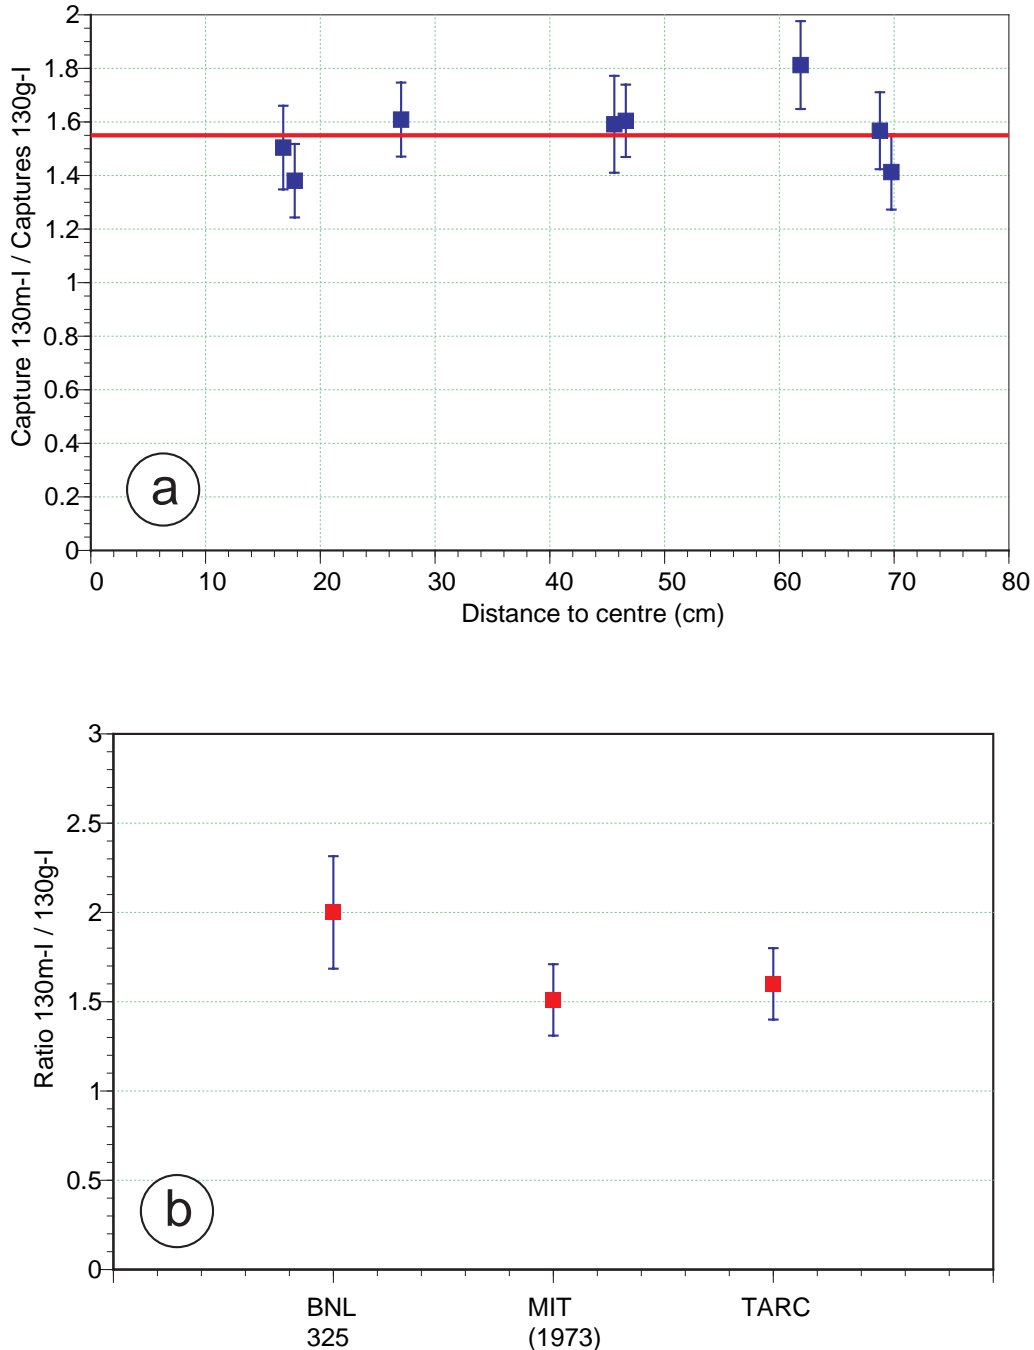 2
1.8
1.6
1.4
1.2
1
0.8
0.6
0.4
0.2
0
Capture 130m-I / Captures 130g-I
a
0 10 20 30 40 50 60 70 80
Distance to centre (cm)
3
2.5
2
1.5
1
0.5
0
Ratio 130m-I / 130g-I
b
BNL MIT TARC
325 (1973)